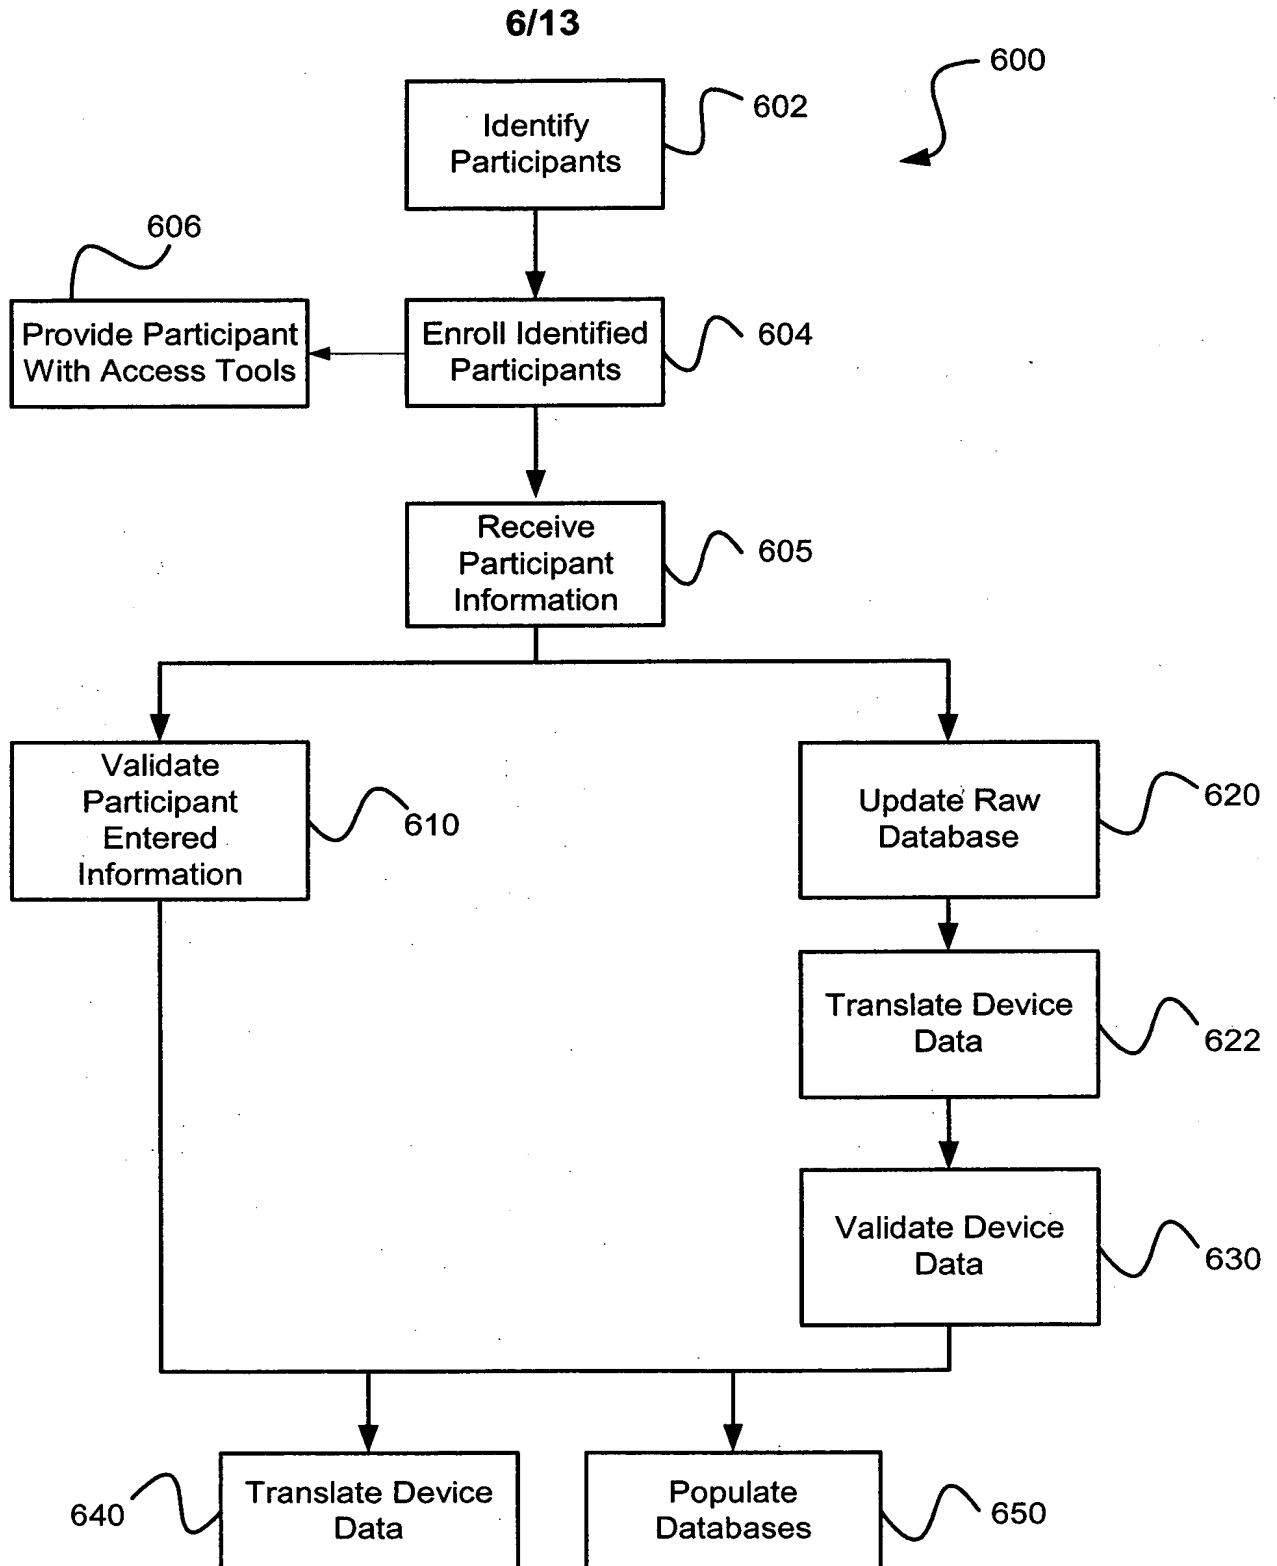 6/13
600
Identify
Participants
602
606
Provide Participant
With Access Tools
Enroll Identified
Participants
604
Receive
Participant
Information
605
Validate
Participant
Entered
Information
610
Update Raw
Database
620
Translate Device
Data
622
Validate Device
Data
630
640
Translate Device
Data
Populate
Databases
650